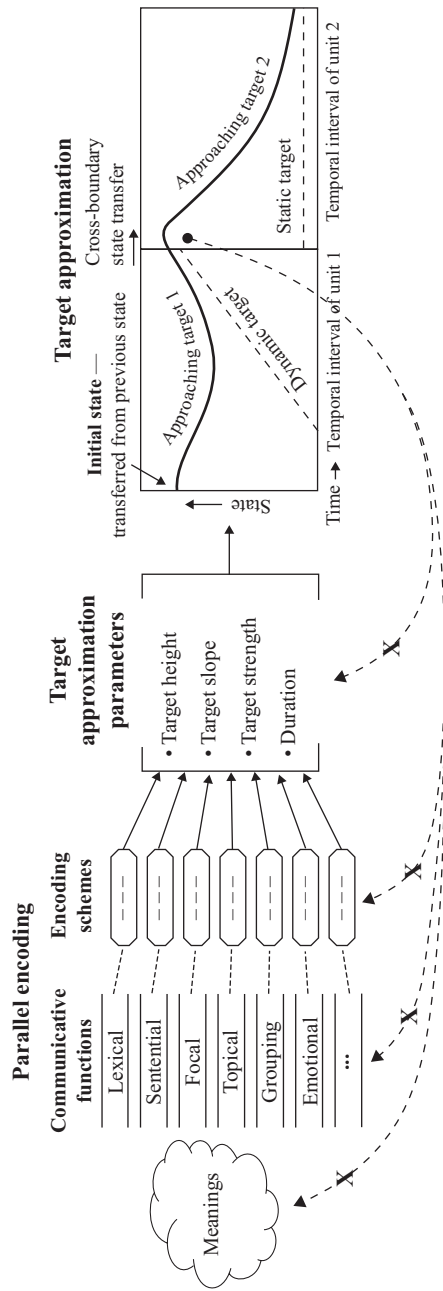 Parallel encoding
Meanings
Communicative
functions
Lexical
Sentential
Focal
Topical
Grouping
Emotional
...
Encoding
schemes
Target
approximation
parameters
• Target height
• Target slope
• Target strength
• Duration
Target approximation
Initial state —
transferred from previous state
Cross-boundary
state transfer
State
Approaching target 1
Dynamic target
Approaching target 2
Static target
Time
Temporal interval of unit 1
Temporal interval of unit 2
X
X
X
X